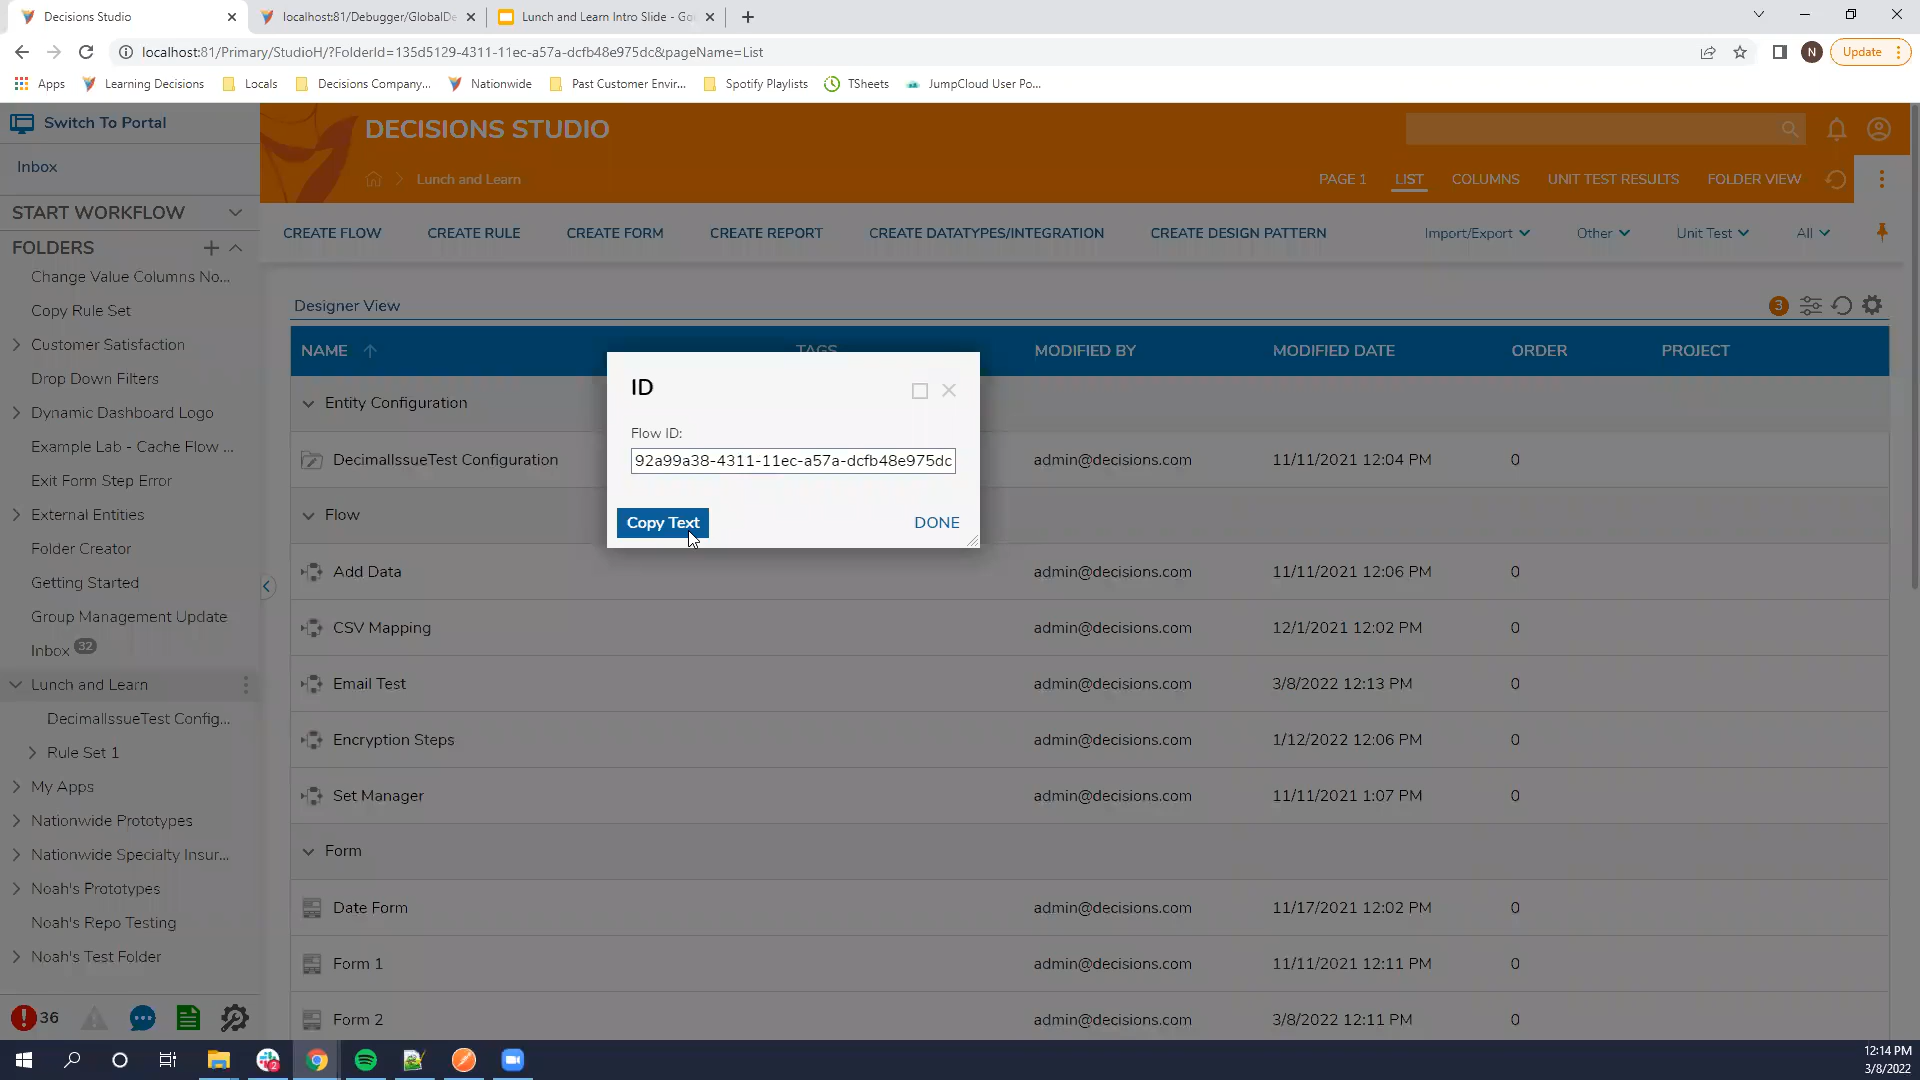 Decisions Studio
localhost:81/Debugger/GlobalDe
Lunch and Learn Intro Slide - Go
localhost:81/Primary/StudioH/?FolderId=135d5129-4311-11ec-a57a-dcfb48e975dc&pageName=List
N
Update
Apps
Learning Decisions
Locals
Decisions Company...
Nationwide
Past Customer Envir...
Spotify Playlists
TSheets
JumpCloud User Po...
Switch To Portal
DECISIONS STUDIO
Inbox
Lunch and Learn
PAGE 1
LIST
COLUMNS
UNIT TEST RESULTS
FOLDER VIEW
START WORKFLOW
FOLDERS
CREATE FLOW
CREATE RULE
CREATE FORM
CREATE REPORT
CREATE DATATYPES/INTEGRATION
CREATE DESIGN PATTERN
Import/Export
Other
Unit Test
All
Change Value Columns No...
Copy Rule Set
Customer Satisfaction
Drop Down Filters
Dynamic Dashboard Logo
Example Lab - Cache Flow ...
Exit Form Step Error
External Entities
Folder Creator
Getting Started
Group Management Update
Inbox 32
Lunch and Learn
DecimalIssueTest Config...
Rule Set 1
My Apps
Nationwide Prototypes
Nationwide Specialty Insur...
Noah's Prototypes
Noah's Repo Testing
Noah's Test Folder
36
Designer View
3
NAME TAGS MODIFIED BY MODIFIED DATE ORDER PROJECT
Entity Configuration
DecimalIssueTest Configuration admin@decisions.com 11/11/2021 12:04 PM 0
Flow
Add Data admin@decisions.com 11/11/2021 12:06 PM 0
CSV Mapping admin@decisions.com 12/1/2021 12:02 PM 0
Email Test admin@decisions.com 3/8/2022 12:13 PM 0
Encryption Steps admin@decisions.com 1/12/2022 12:06 PM 0
Set Manager admin@decisions.com 11/11/2021 1:07 PM 0
Form
Date Form admin@decisions.com 11/17/2021 12:02 PM 0
Form 1 admin@decisions.com 11/11/2021 12:11 PM 0
Form 2 admin@decisions.com 3/8/2022 12:11 PM 0
ID
Flow ID:
92a99a38-4311-11ec-a57a-dcfb48e975dc
Copy Text
DONE
2
12:14 PM
3/8/2022